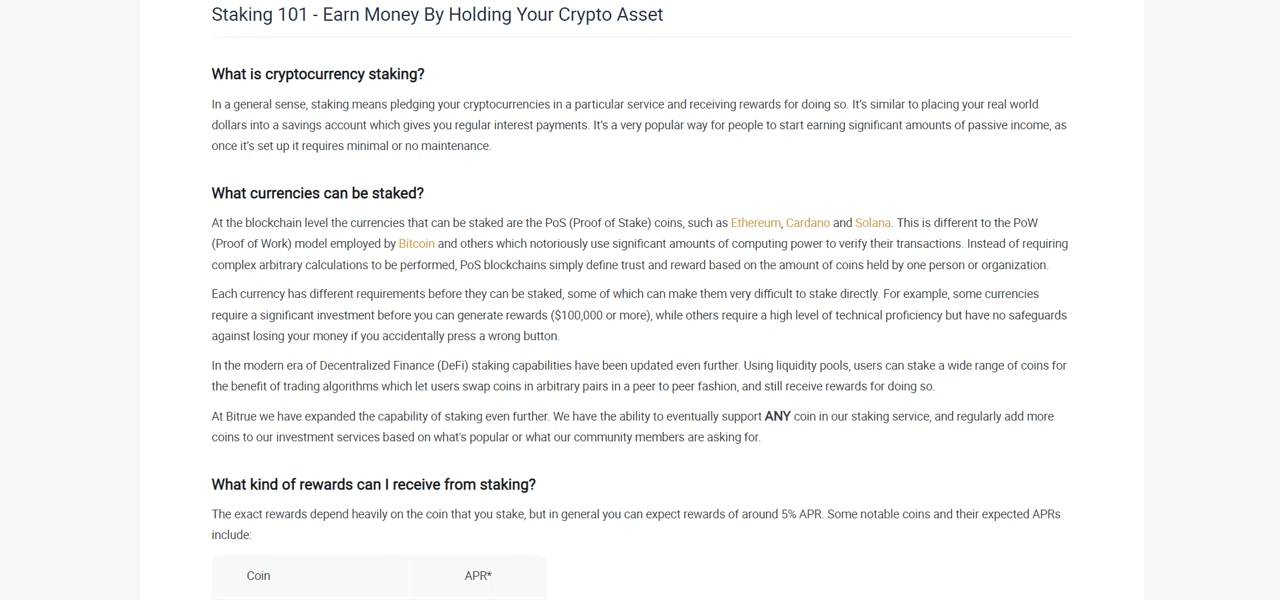 Staking 101 - Earn Money By Holding Your Crypto Asset
What is cryptocurrency staking?
In a general sense, staking means pledging your cryptocurrencies in a particular service and receiving rewards for doing so. It's similar to placing your real world
dollars into a savings account which gives you regular interest payments. It's a very popular way for people to start earning significant amounts of passive income, as
once it's set up it requires minimal or no maintenance.
What currencies can be staked?
At the blockchain level the currencies that can be staked are the PoS (Proof of Stake) coins, such as Ethereum, Cardano and Solana. This is different to the PoW
(Proof of Work) model employed by Bitcoin and others which notoriously use significant amounts of computing power to verify their transactions. Instead of requiring
complex arbitrary calculations to be performed, PoS blockchains simply define trust and reward based on the amount of coins held by one person or organization.
Each currency has different requirements before they can be staked, some of which can make them very difficult to stake directly. For example, some currencies
require a significant investment before you can generate rewards ($100,000 or more), while others require a high level of technical proficiency but have no safeguards
against losing your money if you accidentally press a wrong button.
In the modern era of Decentralized Finance (DeFi) staking capabilities have been updated even further. Using liquidity pools, users can stake a wide range of coins for
the benefit of trading algorithms which let users swap coins in arbitrary pairs in a peer to peer fashion, and still receive rewards for doing so.
At Bitrue we have expanded the capability of staking even further. We have the ability to eventually support ANY coin in our staking service, and regularly add more
coins to our investment services based on what's popular or what our community members are asking for.
What kind of rewards can I receive from staking?
The exact rewards depend heavily on the coin that you stake, but in general you can expect rewards of around 5% APR. Some notable coins and their expected APRs
include:
Coin APR*